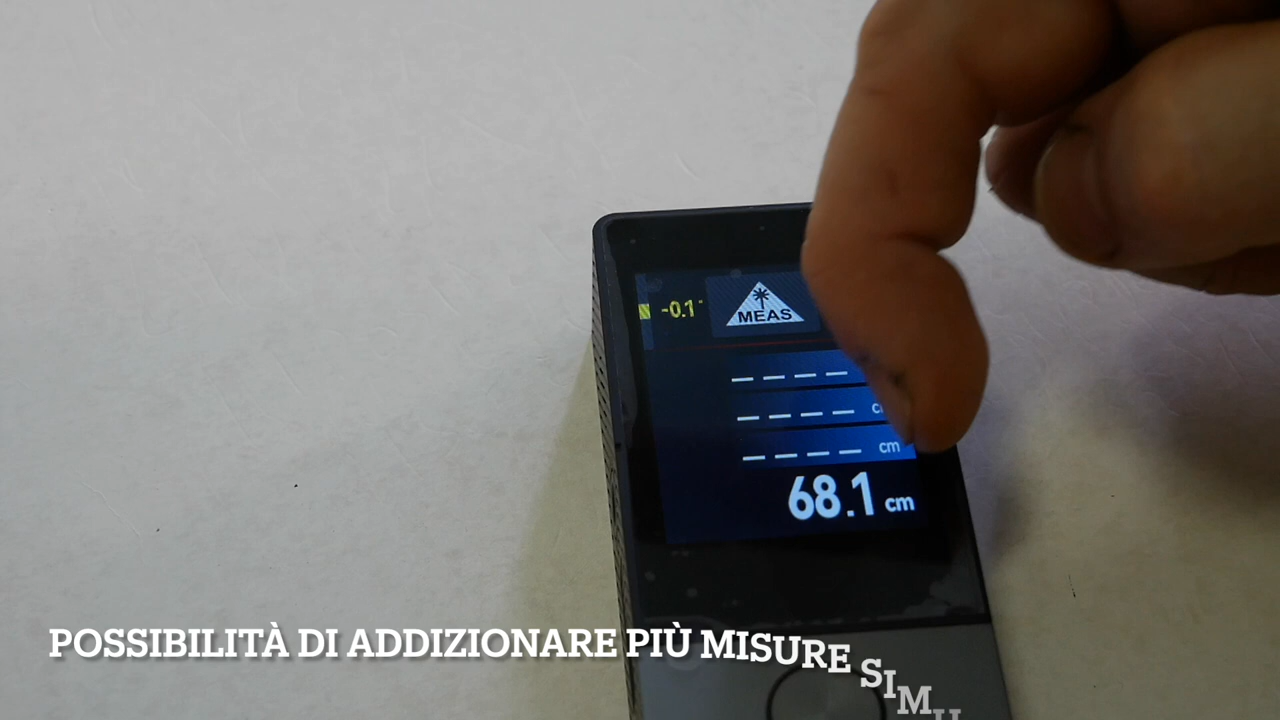 -0.1°
MEAS
– – – –
– – – –
– – – – cm
68.1 cm
POSSIBILITÀ DI ADDIZIONARE PIÙ MISURE